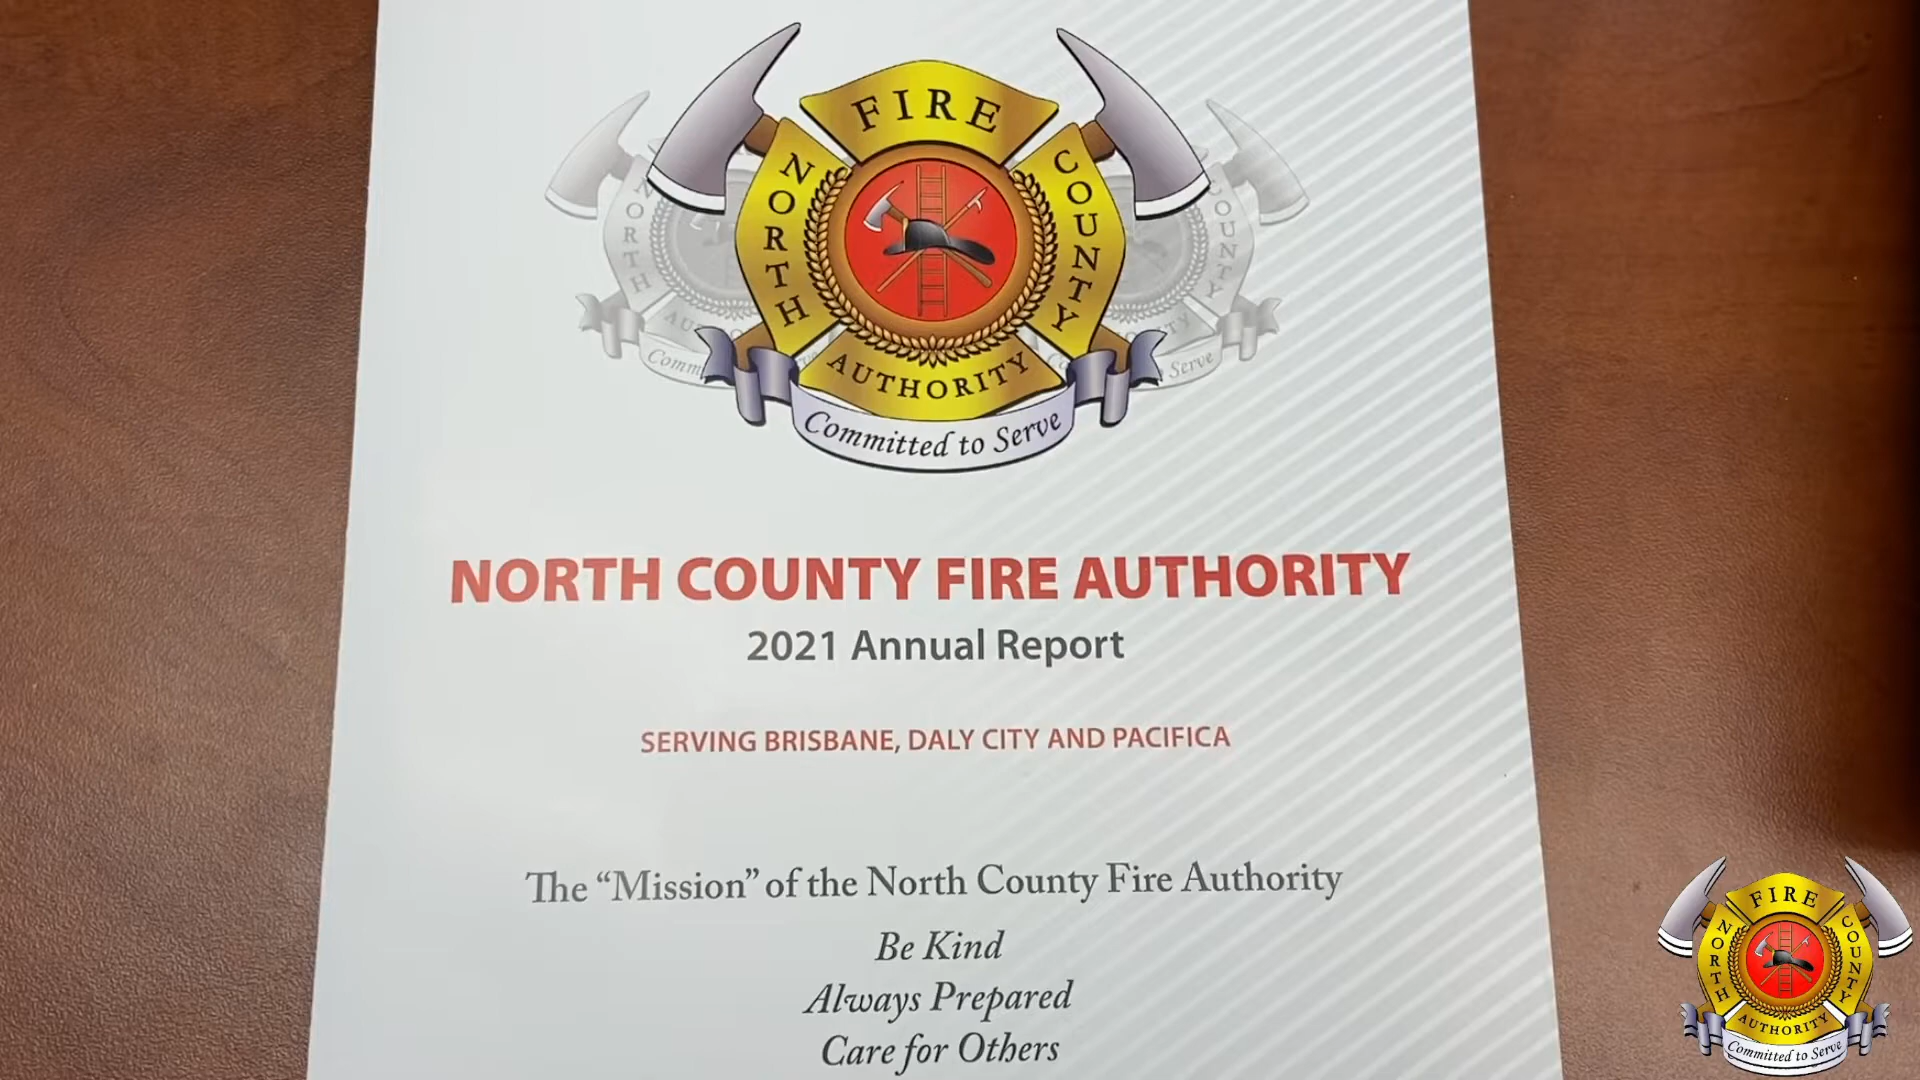 FIRE
NORTH
COUNTY
AUTHORITY
Committed to Serve
NORTH COUNTY FIRE AUTHORITY
2021 Annual Report
SERVING BRISBANE, DALY CITY AND PACIFICA
The “Mission” of the North County Fire Authority
Be Kind
Always Prepared
Care for Others
FIRE
NORTH
COUNTY
AUTHORITY
Committed to Serve